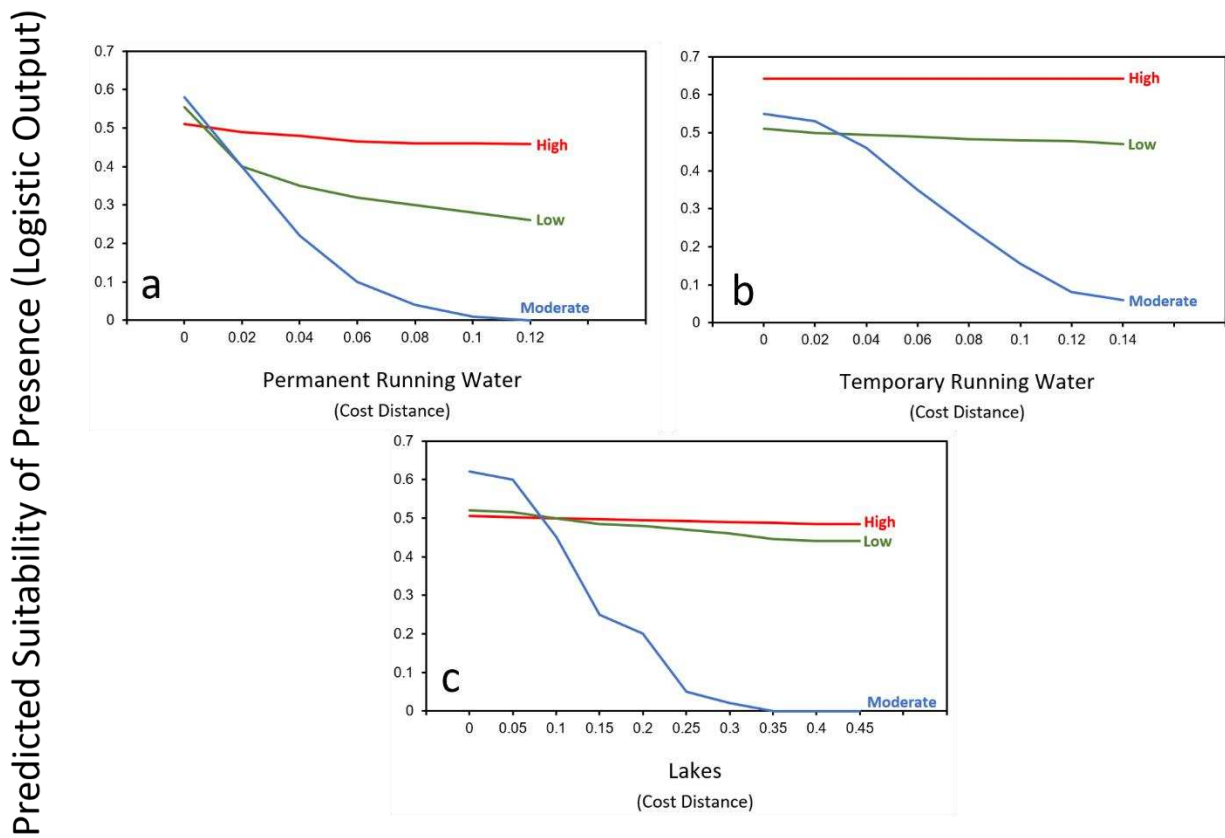 Predicted Suitability of Presence (Logistic Output)
0.7
0.6
0.5
0.4
0.3
0.2
0.1
0
High
Low
Moderate
a
0 0.02 0.04 0.06 0.08 0.1 0.12
Permanent Running Water
(Cost Distance)
0.7
0.6
0.5
0.4
0.3
0.2
0.1
0
High
Low
Moderate
b
0 0.02 0.04 0.06 0.08 0.1 0.12 0.14
Temporary Running Water
(Cost Distance)
0.7
0.6
0.5
0.4
0.3
0.2
0.1
0
High
Low
Moderate
c
0 0.05 0.1 0.15 0.2 0.25 0.3 0.35 0.4 0.45
Lakes
(Cost Distance)